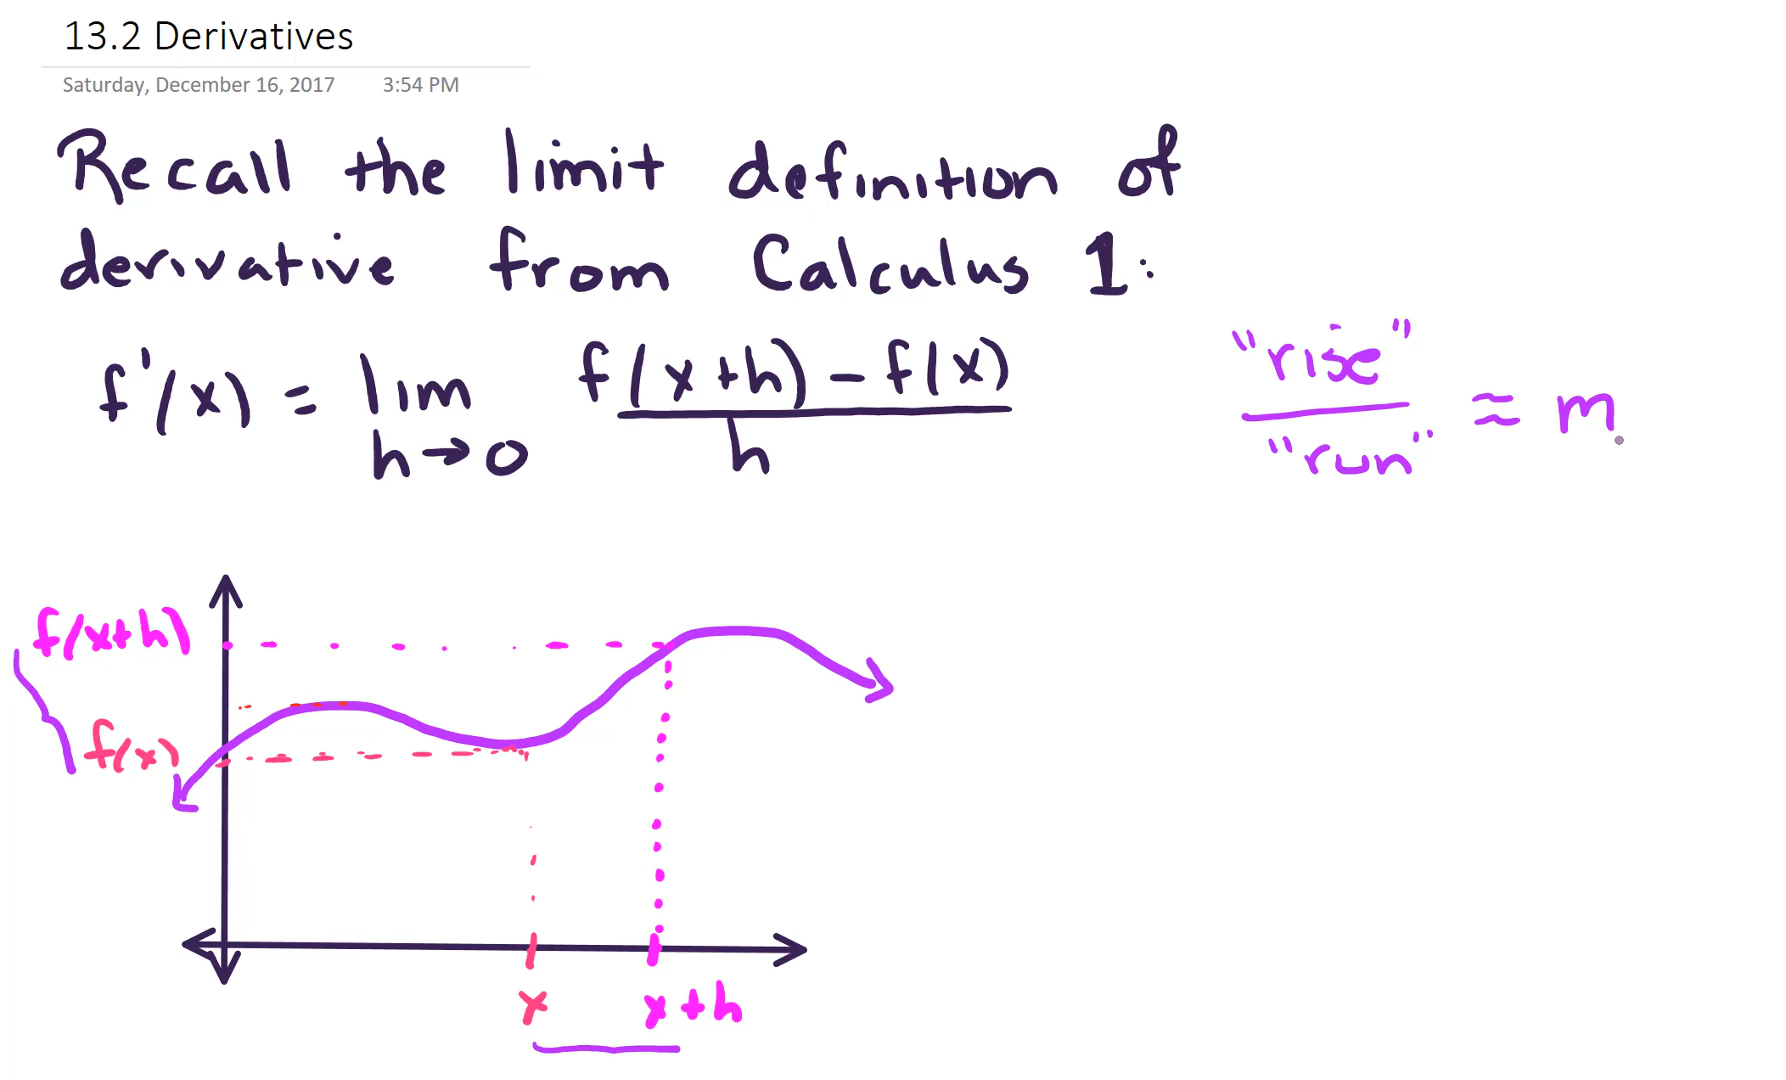 13.2 Derivatives
Saturday, December 16, 2017 3:54 PM
Recall the limit definition of
derivative from Calculus 1:
f'(x) = lim h→0 f(x+h) - f(x) / h
"rise" / "run" ≈ m
f(x+h)
f(x)
x x+h